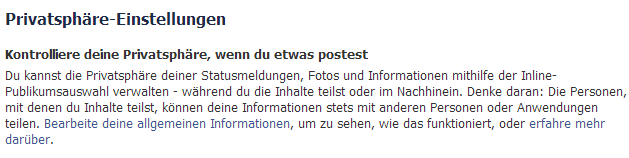 Privatsphäre-Einstellungen
Kontrolliere deine Privatsphäre, wenn du etwas postest
Du kannst die Privatsphäre deiner Statusmeldungen, Fotos und Informationen mithilfe der Inline-
Publikumsauswahl verwalten - während du die Inhalte teilst oder im Nachhinein. Denke daran: Die Personen,
mit denen du Inhalte teilst, können deine Informationen stets mit anderen Personen oder Anwendungen
teilen. Bearbeite deine allgemeinen Informationen, um zu sehen, wie das funktioniert, oder erfahre mehr
darüber.